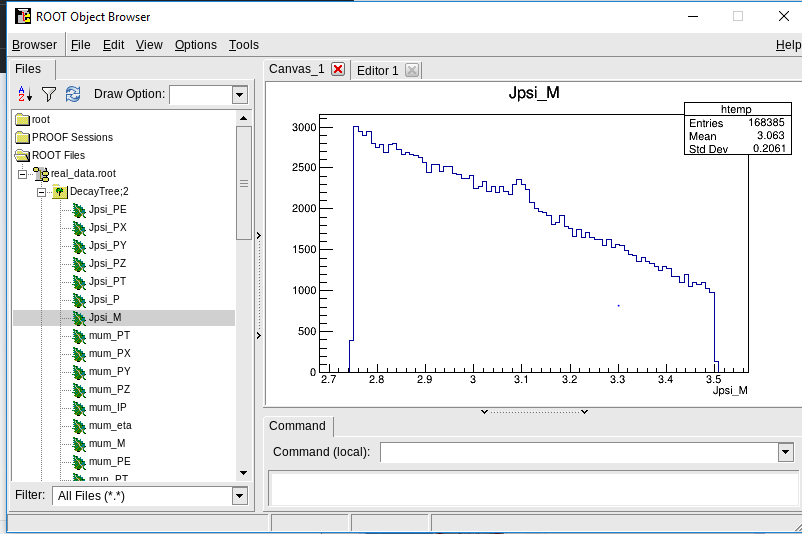 ROOT Object Browser
Browser File Edit View Options Tools Help
Files
Draw Option:
root
PROOF Sessions
ROOT Files
real_data.root
DecayTree;2
Jpsi_PE
Jpsi_PX
Jpsi_PY
Jpsi_PZ
Jpsi_PT
Jpsi_P
Jpsi_M
mum_PT
mum_PX
mum_PY
mum_PZ
mum_IP
mum_eta
mum_M
mum_PE
mup_PT
Filter: All Files (*.*)
Canvas_1 Editor 1
Jpsi_M
htemp
Entries 168385
Mean 3.063
Std Dev 0.2061
3000
2500
2000
1500
1000
500
0
2.7 2.8 2.9 3 3.1 3.2 3.3 3.4 3.5
Jpsi_M
Command
Command (local):